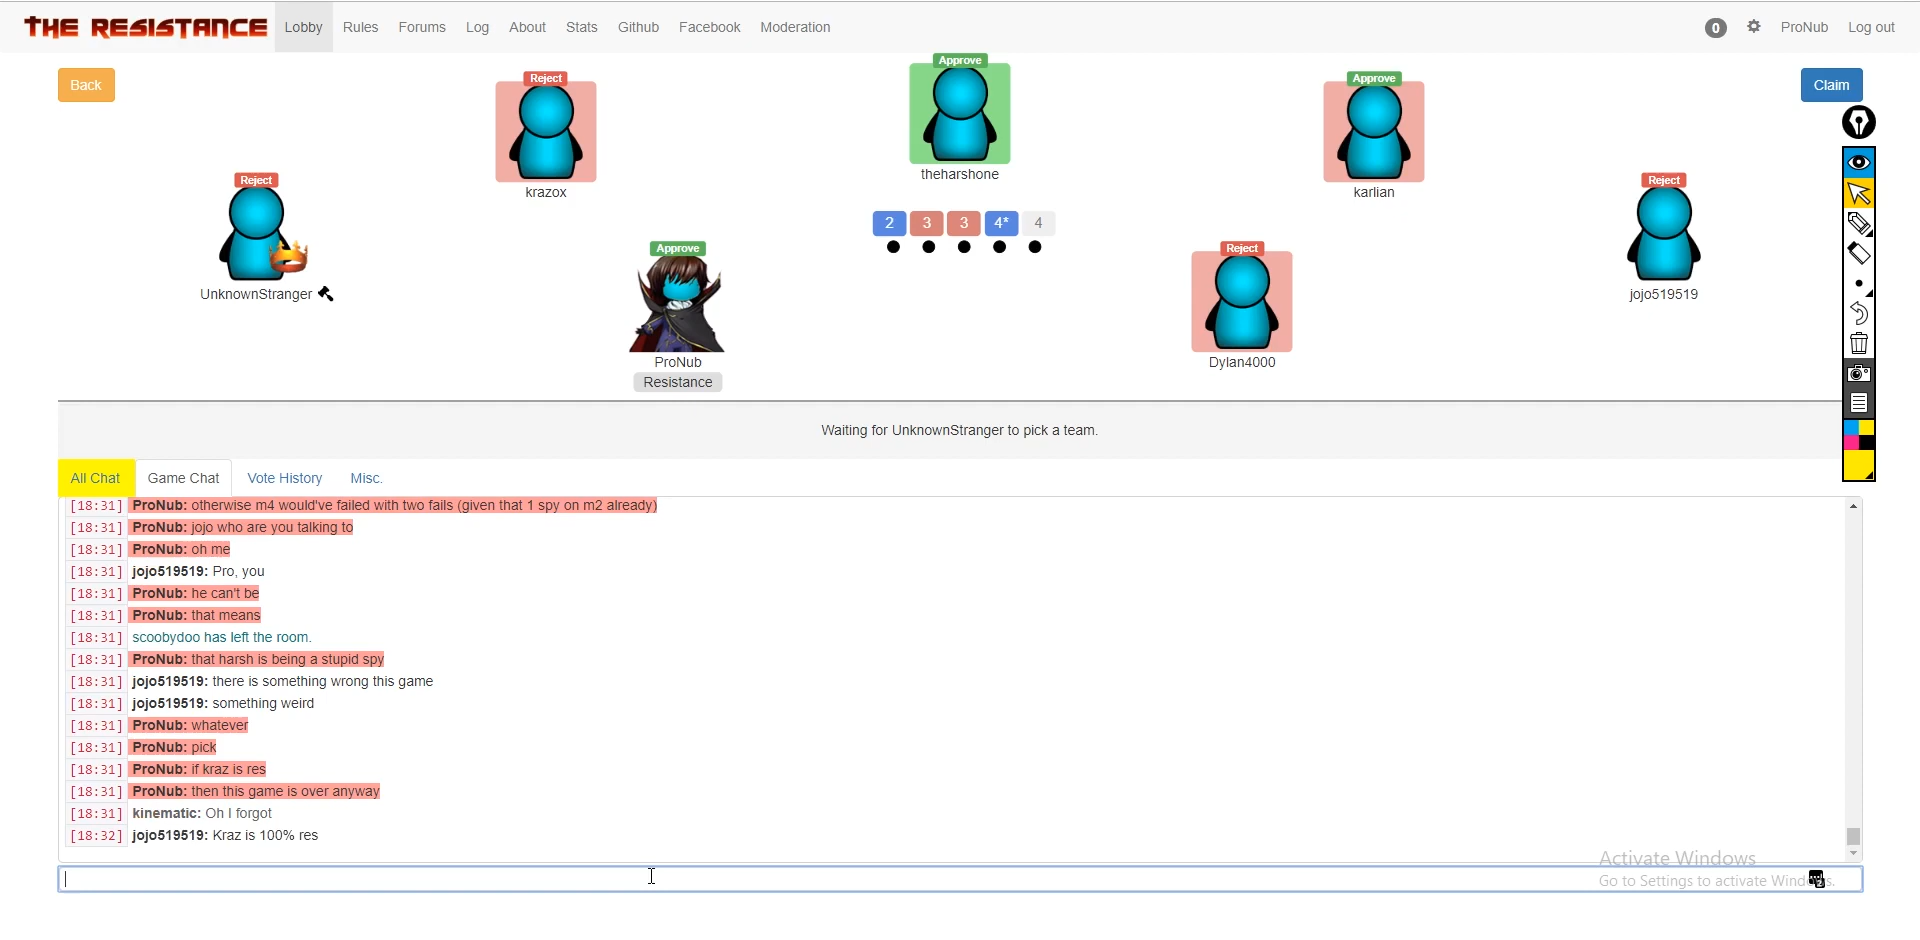 THE RESISTANCE Lobby Rules Forums Log About Stats Github Facebook Moderation 0 ProNub Log out
Back
Claim
Reject
krazox
Approve
theharshone
Approve
karlian
Reject
UnknownStranger
Approve
ProNub
Resistance
2 3 3 4* 4
Reject
Dylan4000
Reject
jojo519519
Waiting for UnknownStranger to pick a team.
All Chat Game Chat Vote History Misc.
[18:31] ProNub: otherwise m4 would've failed with two fails (given that 1 spy on m2 already)
[18:31] ProNub: jojo who are you talking to
[18:31] ProNub: oh me
[18:31] jojo519519: Pro, you
[18:31] ProNub: he can't be
[18:31] ProNub: that means
[18:31] scoobydoo has left the room.
[18:31] ProNub: that harsh is being a stupid spy
[18:31] jojo519519: there is something wrong this game
[18:31] jojo519519: something weird
[18:31] ProNub: whatever
[18:31] ProNub: pick
[18:31] ProNub: if kraz is res
[18:31] ProNub: then this game is over anyway
[18:31] kinematic: Oh I forgot
[18:32] jojo519519: Kraz is 100% res
Activate Windows
Go to Settings to activate Windows.